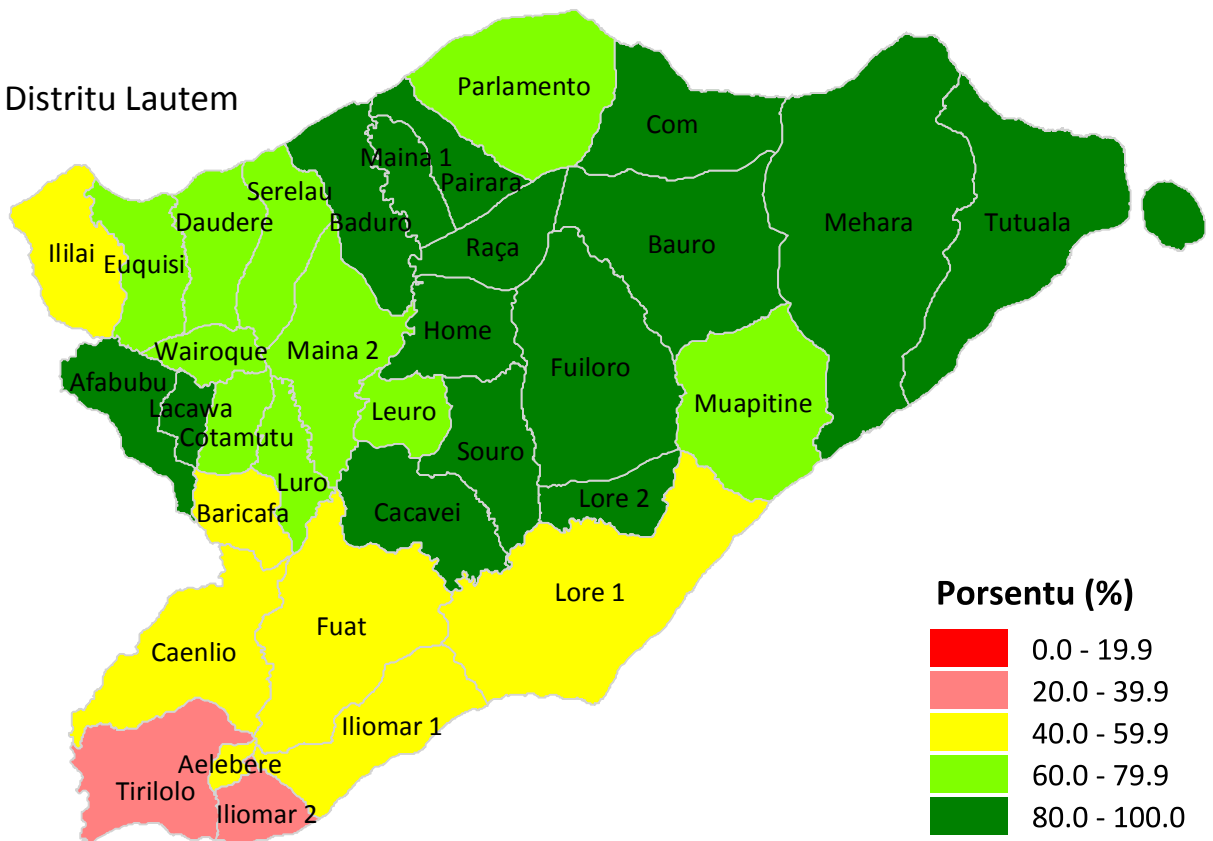 Distritu Lautem
Parlamento
Com
Maina 1
Pairara
Serelau
Daudere
Baduro
Mehara
Tutuala
Ililai
Euquisi
Raça
Bauro
Home
Wairoque
Maina 2
Fuiloro
Afabubu
Lacawa
Leuro
Muapitine
Cotamutu
Souro
Luro
Lore 2
Baricafa
Cacavei
Lore 1
Fuat
Caenlio
Iliomar 1
Aelebere
Tirilolo
Iliomar 2
Porsentu (%)
0.0 - 19.9
20.0 - 39.9
40.0 - 59.9
60.0 - 79.9
80.0 - 100.0